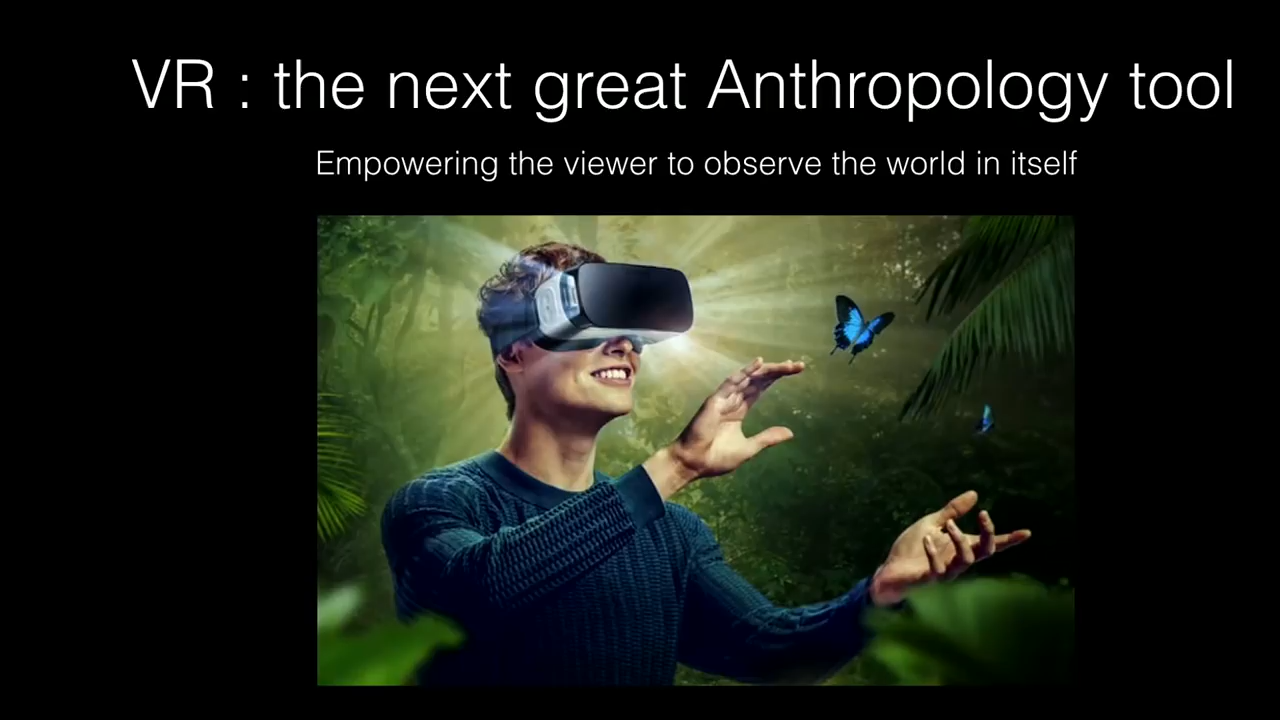 VR : the next great Anthropology tool
Empowering the viewer to observe the world in itself